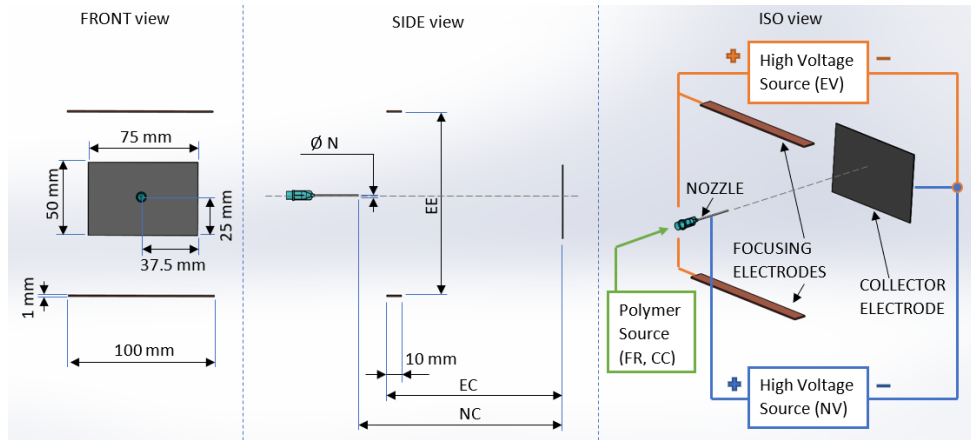 FRONT view
75 mm
50 mm
25 mm
37.5 mm
1 mm
100 mm
SIDE view
Ø N
EE
10 mm
EC
NC
ISO view
+
High Voltage
Source (EV)
−
NOZZLE
FOCUSING
ELECTRODES
COLLECTOR
ELECTRODE
Polymer
Source
(FR, CC)
+
High Voltage
Source (NV)
−